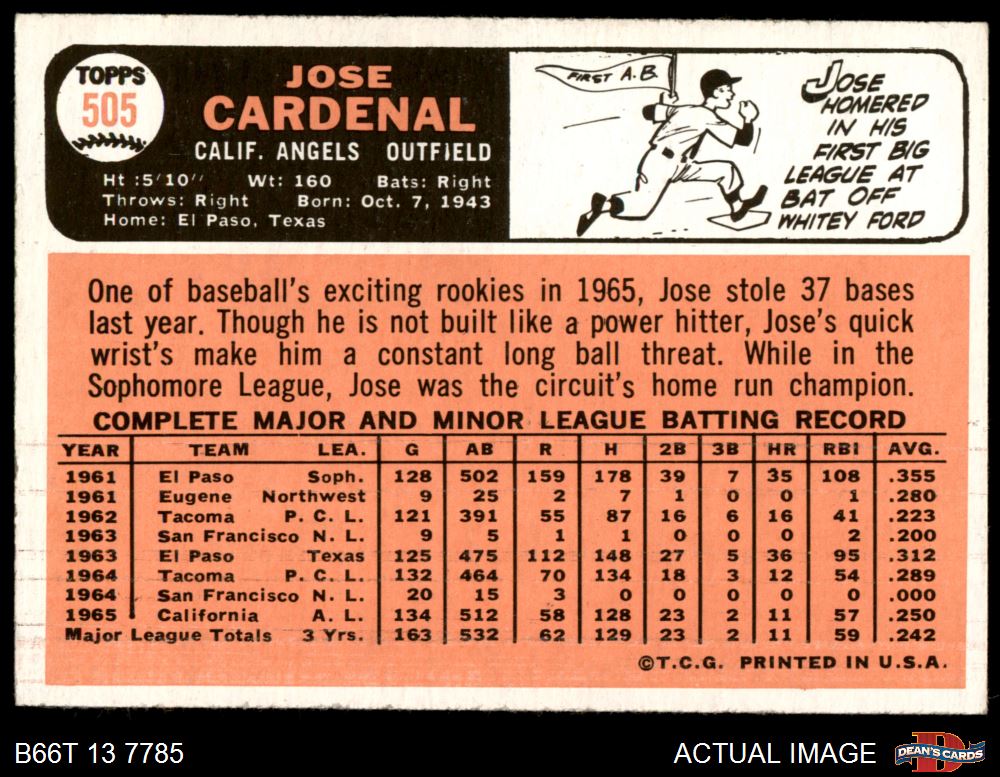 TOPPS
505
JOSE
CARDENAL
CALIF. ANGELS OUTFIELD
Ht :5'10'' Wt: 160 Bats: Right
Throws: Right Born: Oct. 7, 1943
Home: El Paso, Texas
FIRST A.B.
JOSE
HOMERED
IN HIS
FIRST BIG
LEAGUE AT
BAT OFF
WHITEY FORD
One of baseball's exciting rookies in 1965, Jose stole 37 bases
last year. Though he is not built like a power hitter, Jose's quick
wrist's make him a constant long ball threat. While in the
Sophomore League, Jose was the circuit's home run champion.
COMPLETE MAJOR AND MINOR LEAGUE BATTING RECORD
YEAR TEAM LEA. G AB R H 2B 3B HR RBI AVG.
1961 El Paso Soph. 128 502 159 178 39 7 35 108 .355
1961 Eugene Northwest 9 25 2 7 1 0 0 1 .280
1962 Tacoma P. C. L. 121 391 55 87 16 6 16 41 .223
1963 San Francisco N. L. 9 5 1 1 0 0 0 2 .200
1963 El Paso Texas 125 475 112 148 27 5 36 95 .312
1964 Tacoma P. C. L. 132 464 70 134 18 3 12 54 .289
1964 San Francisco N. L. 20 15 3 0 0 0 0 0 .000
1965 California A. L. 134 512 58 128 23 2 11 57 .250
Major League Totals 3 Yrs. 163 532 62 129 23 2 11 59 .242
©T.C.G. PRINTED IN U.S.A.
B66T 13 7785 ACTUAL IMAGE
DEAN'S CARDS